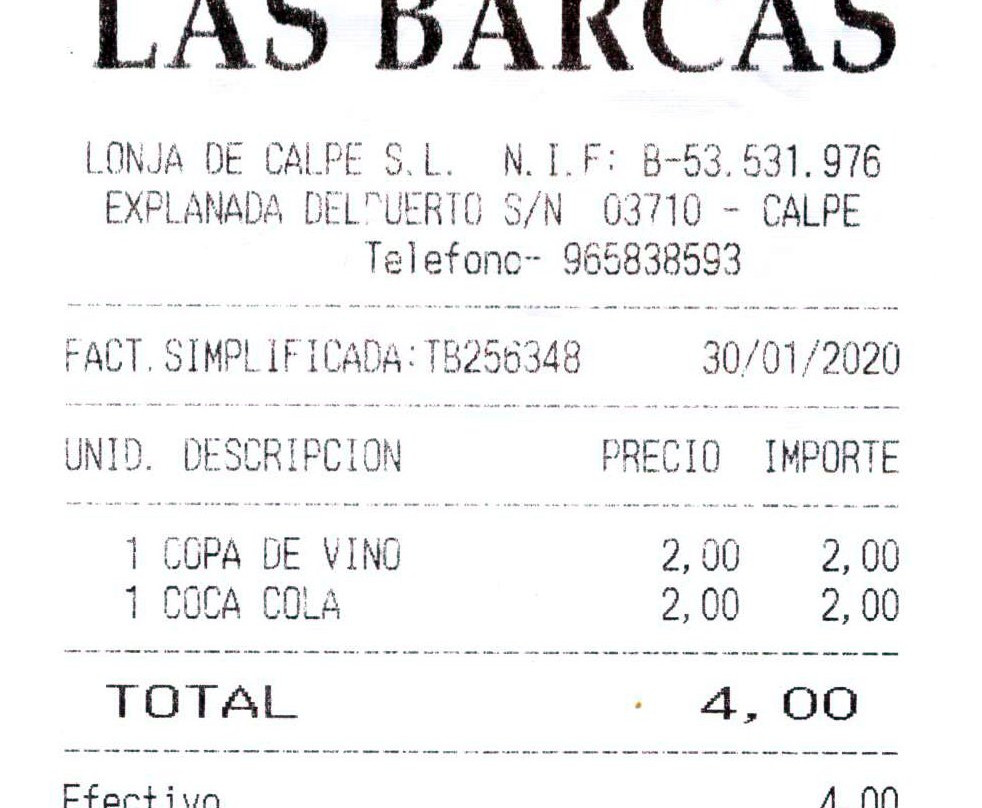 LAS BARCAS
LONJA DE CALPE S.L. N.I.F: B-53.531.976
EXPLANADA DEL PUERTO S/N 03710 - CALPE
Telefono- 965838593
FACT.SIMPLIFICADA:TB256348 30/01/2020
UNID. DESCRIPCION PRECIO IMPORTE
1 COPA DE VINO 2,00 2,00
1 COCA COLA 2,00 2,00
TOTAL 4,00
Efectivo 4,00